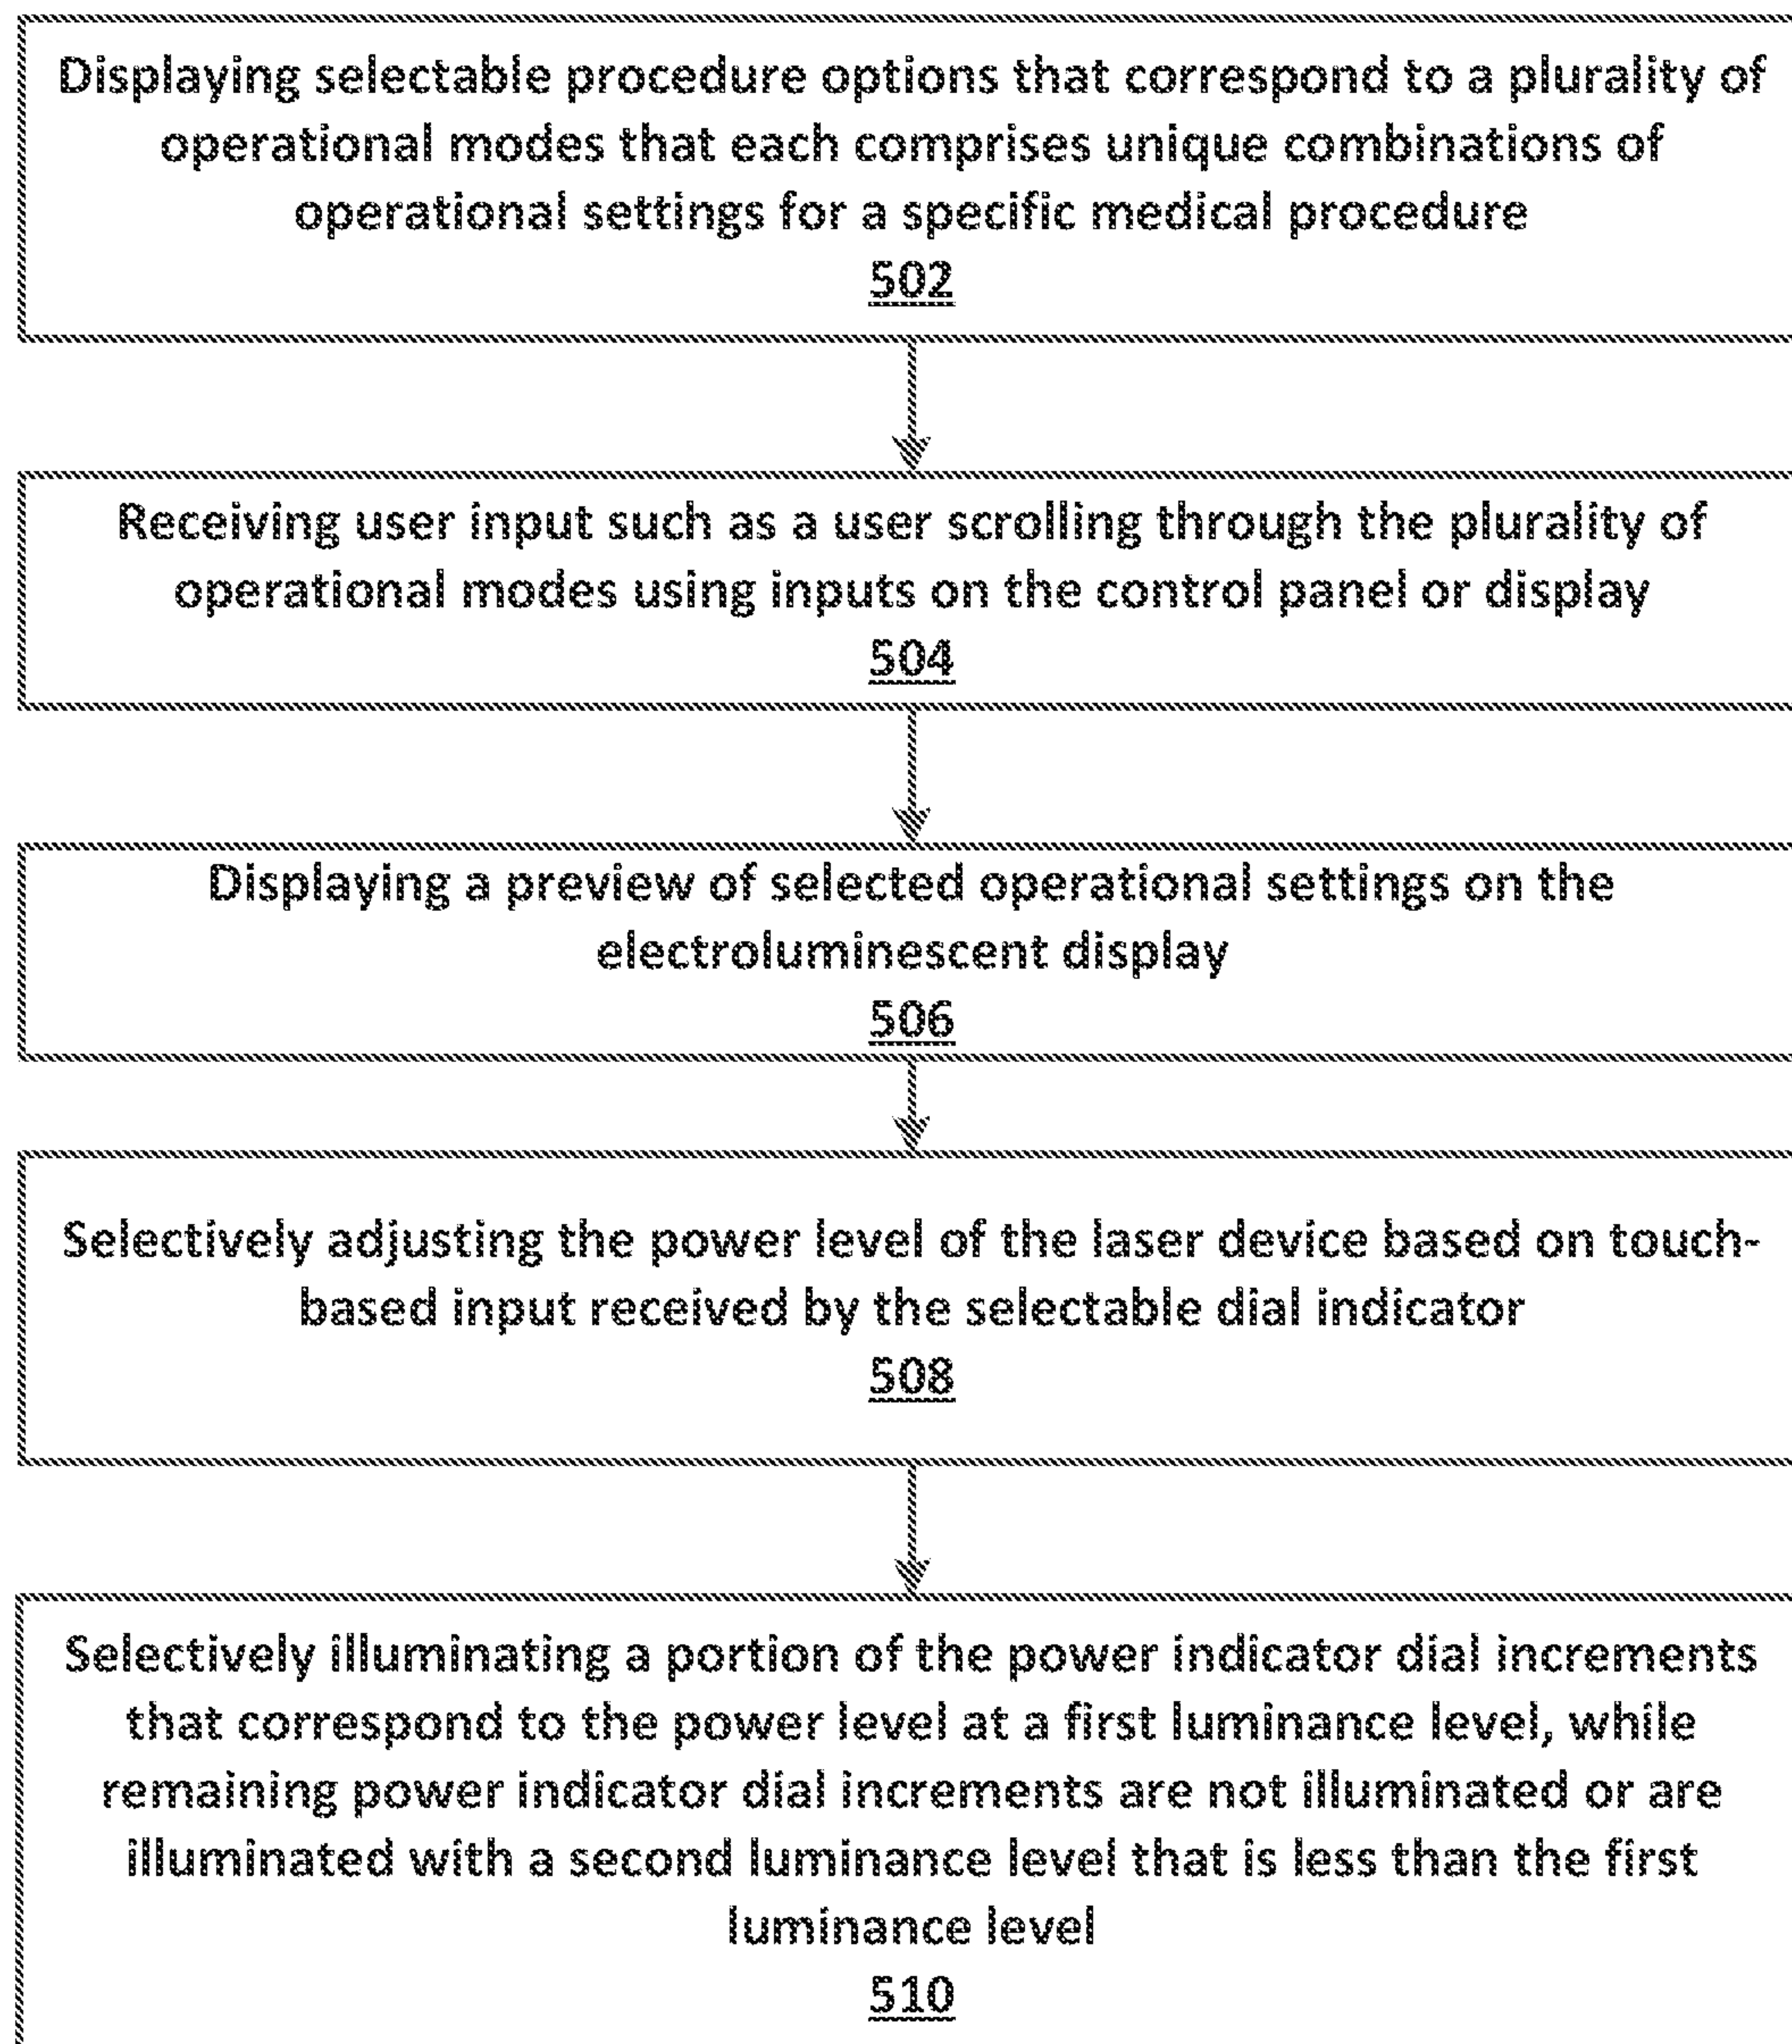 Displaying selectable procedure options that correspond to a plurality of
operational modes that each comprises unique combinations of
operational settings for a specific medical procedure
502
Receiving user input such as a user scrolling through the plurality of
operational modes using inputs on the control panel or display
504
Displaying a preview of selected operational settings on the
electroluminescent display
506
Selectively adjusting the power level of the laser device based on touch-
based input received by the selectable dial indicator
508
Selectively illuminating a portion of the power indicator dial increments
that correspond to the power level at a first luminance level, while
remaining power indicator dial increments are not illuminated or are
illuminated with a second luminance level that is less than the first
luminance level
510